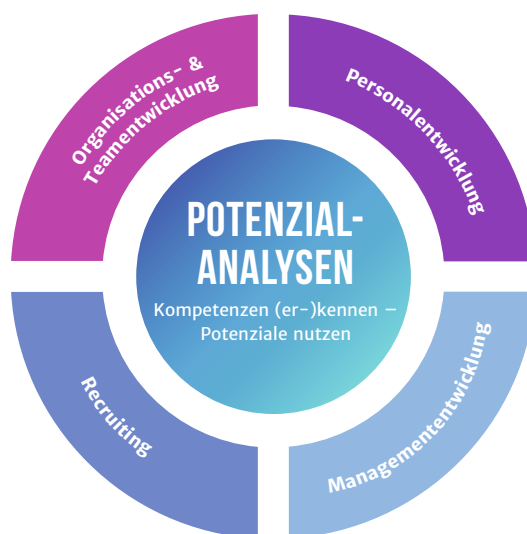 Organisations- &
Teamentwicklung
Personalentwicklung
POTENZIAL-
ANALYSEN
Kompetenzen (er-)kennen –
Potenziale nutzen
Recruiting
Managemententwicklung